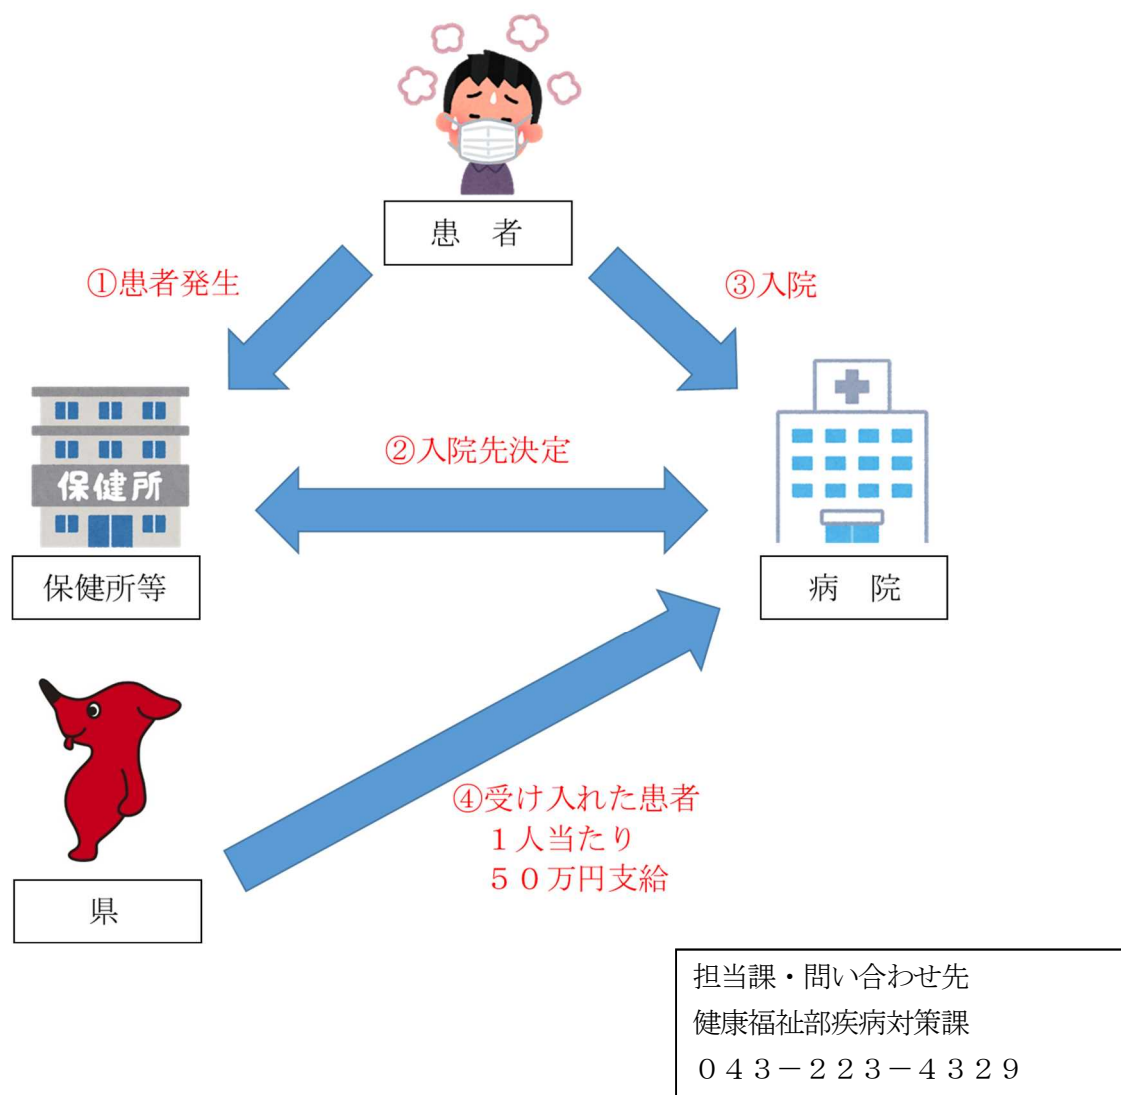 患　者
①患者発生
③入院
②入院先決定
保健所
保健所等
病　院
④受け入れた患者
１人当たり
５０万円支給
県
担当課・問い合わせ先
健康福祉部疾病対策課
０４３－２２３－４３２９